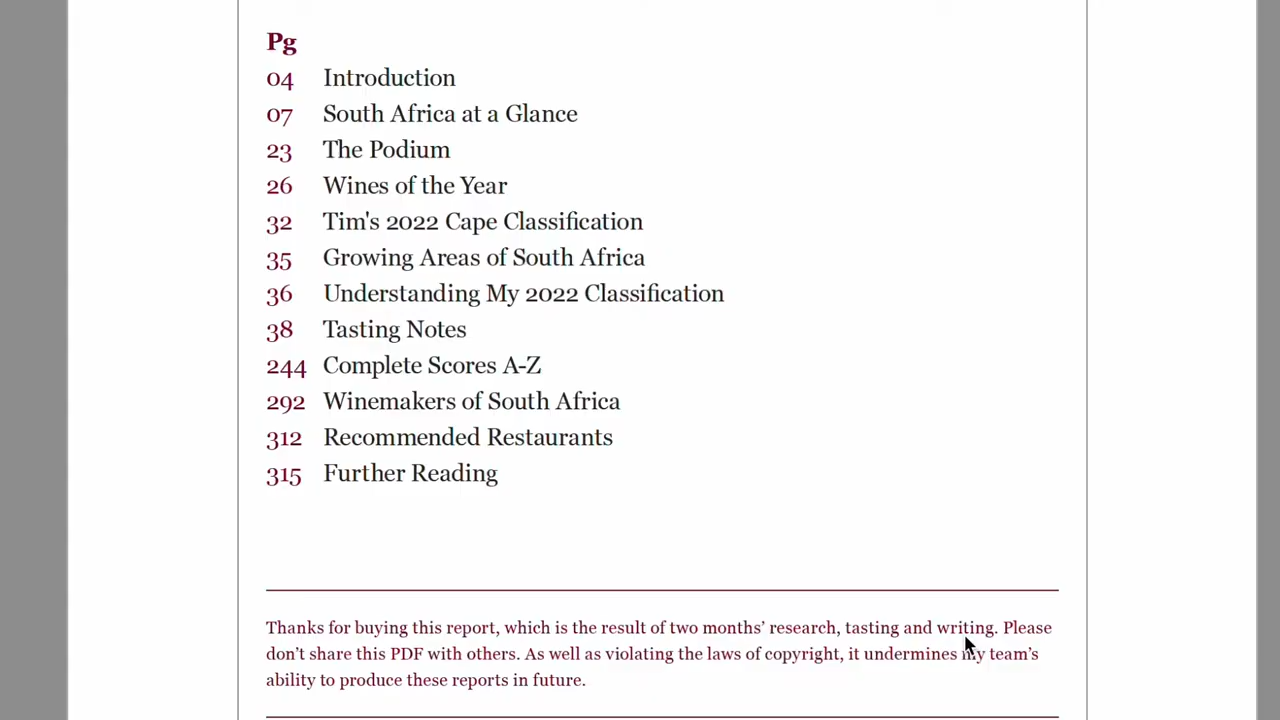 Pg
04 Introduction
07 South Africa at a Glance
23 The Podium
26 Wines of the Year
32 Tim's 2022 Cape Classification
35 Growing Areas of South Africa
36 Understanding My 2022 Classification
38 Tasting Notes
244 Complete Scores A-Z
292 Winemakers of South Africa
312 Recommended Restaurants
315 Further Reading
Thanks for buying this report, which is the result of two months’ research, tasting and writing. Please
don’t share this PDF with others. As well as violating the laws of copyright, it undermines my team’s
ability to produce these reports in future.